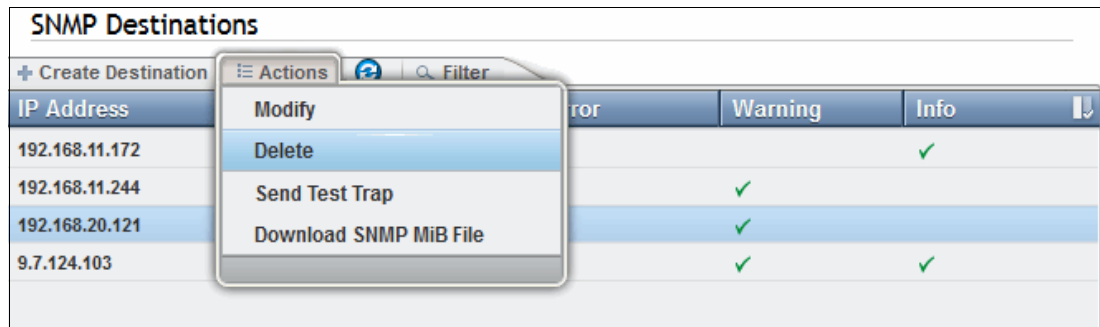 SNMP Destinations
Create Destination Actions Filter
IP Address ror Warning Info
Modify
192.168.11.172
Delete
192.168.11.244
Send Test Trap
192.168.20.121
Download SNMP MiB File
9.7.124.103